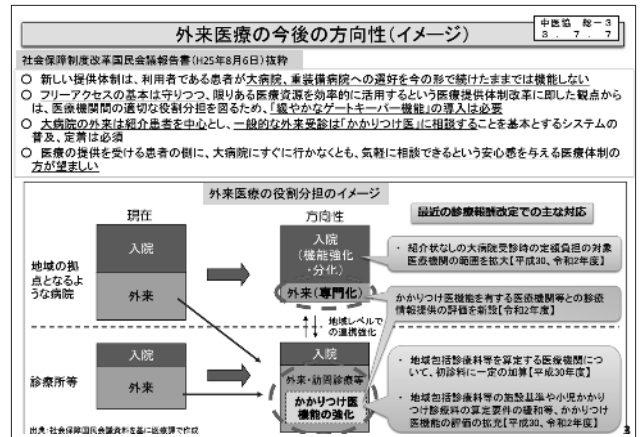 外来医療の今後の方向性(イメージ)
中医協 総－3
3．7．7
社会保障制度改革国民会議報告書(H25年8月6日)抜粋
○ 新しい提供体制は、利用者である患者が大病院、重装備病院への選好を今の形で続けたままでは機能しない
○ フリーアクセスの基本は守りつつ、限りある医療資源を効率的に活用するという医療提供体制改革に即した観点から
は、医療機関間の適切な役割分担を図るため、「緩やかなゲートキーパー機能」の導入は必要
○ 大病院の外来は紹介患者を中心とし、一般的な外来受診は「かかりつけ医」に相談することを基本とするシステムの
普及、定着は必須
○ 医療の提供を受ける患者の側に、大病院にすぐに行かなくとも、気軽に相談できるという安心感を与える医療体制の
方が望ましい
外来医療の役割分担のイメージ
現在
方向性
最近の診療報酬改定での主な対応
地域の拠
点となるよ
うな病院
入院
外来
入院
(機能強化
・分化)
外来(専門化)
・ 紹介状なしの大病院受診時の定額負担の対象
医療機関の範囲を拡大【平成30、令和2年度】
かかりつけ医機能を有する医療機関等との診療
情報提供の評価を新設【令和2年度】
地域レベルで
の連携強化
診療所等
入院
外来
入院
外来・訪問診療等
かかりつけ医
機能の強化
・ 地域包括診療料等を算定する医療機関につ
いて、初診料に一定の加算【平成30年度】
・ 地域包括診療料等の施設基準や小児かかり
つけ診療料の算定要件の緩和等、かかりつけ
医機能の評価の拡充【平成30、令和2年度】
出典:社会保障国民会議資料を基に医療課で作成
3